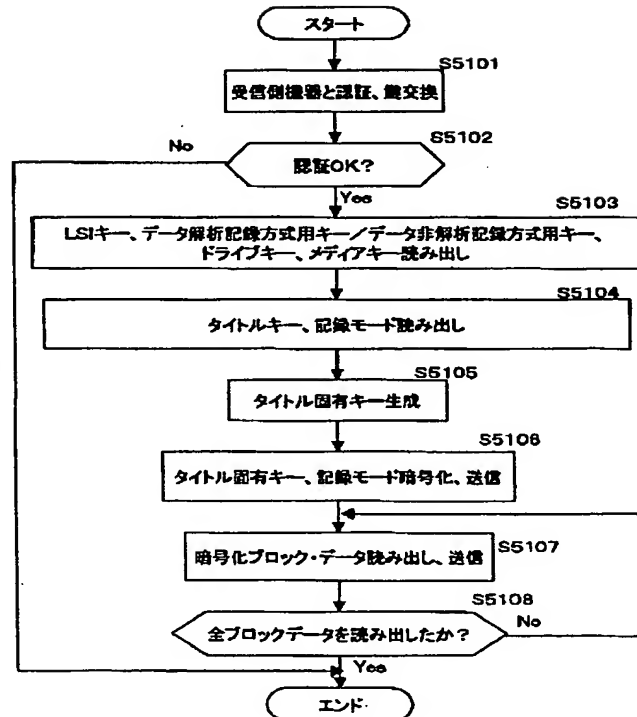 スタート
S5101
受信側機器と認証、鍵交換
S5102
No
認証OK?
Yes
S5103
LSIキー、データ解析記録方式用キー/データ非解析記録方式用キー、
ドライブキー、メディアキー読み出し
S5104
タイトルキー、記録モード読み出し
S5105
タイトル固有キー生成
S5106
タイトル固有キー、記録モード暗号化、送信
S5107
暗号化ブロック・データ読み出し、送信
S5108
全ブロックデータを読み出したか?
No
Yes
エンド